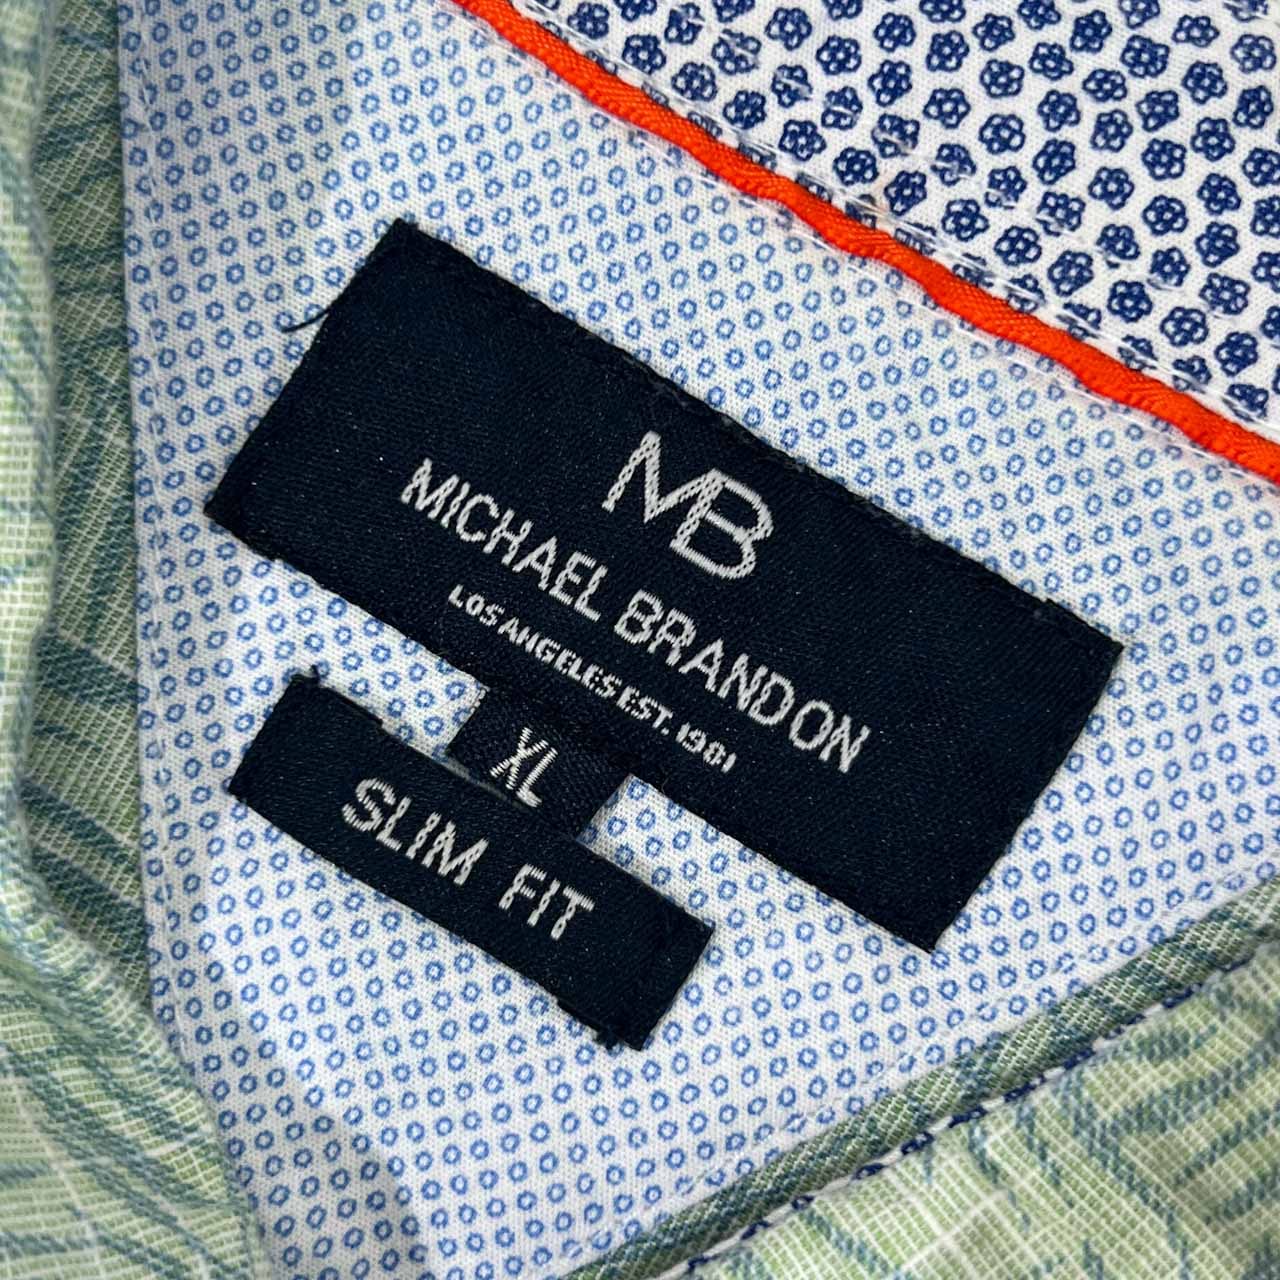 MB
MICHAEL BRANDON
LOS ANGELES EST. 1981
XL
SLIM FIT